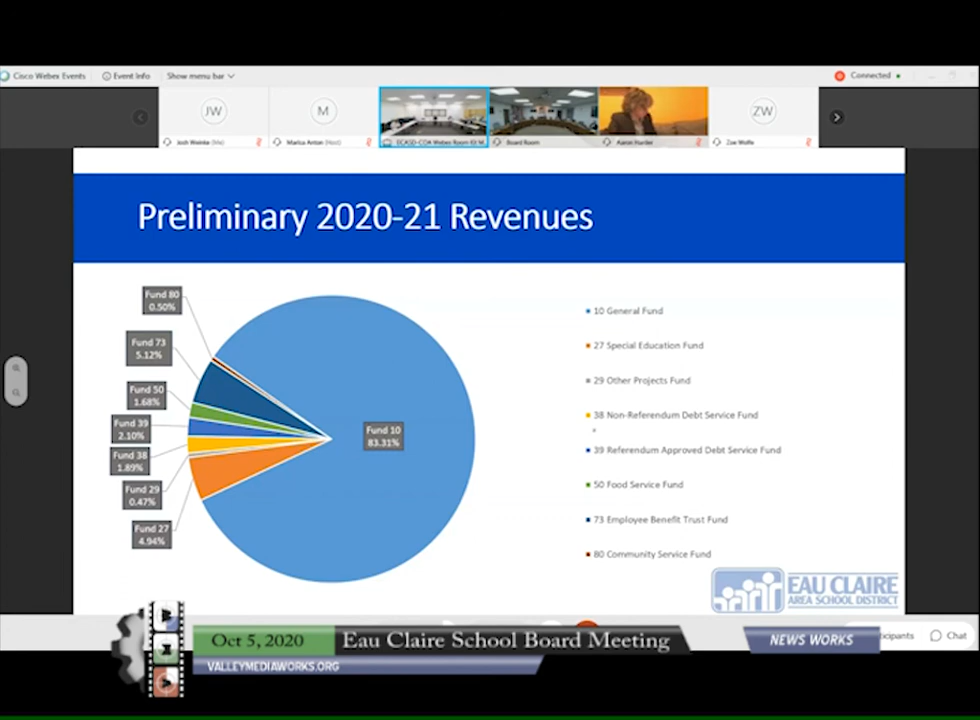 Cisco Webex Events
Event Info
Show menu bar
Connected
JW
M
ZW
Josh Weinke (Me)
Marisa Anton (Host)
ECASD-COA Webex Room Kit M...
Board Room
Aaron Harder
Zoe Wolfe
Preliminary 2020-21 Revenues
Fund 80
0.50%
Fund 73
5.12%
Fund 50
1.68%
Fund 39
2.10%
Fund 38
1.89%
Fund 29
0.47%
Fund 27
4.94%
Fund 10
83.31%
10 General Fund
27 Special Education Fund
29 Other Projects Fund
38 Non-Referendum Debt Service Fund
39 Referendum Approved Debt Service Fund
50 Food Service Fund
73 Employee Benefit Trust Fund
80 Community Service Fund
EAU CLAIRE
AREA SCHOOL DISTRICT
Oct 5, 2020
Eau Claire School Board Meeting
NEWS WORKS
VALLEYMEDIAWORKS.ORG
cipants
Chat